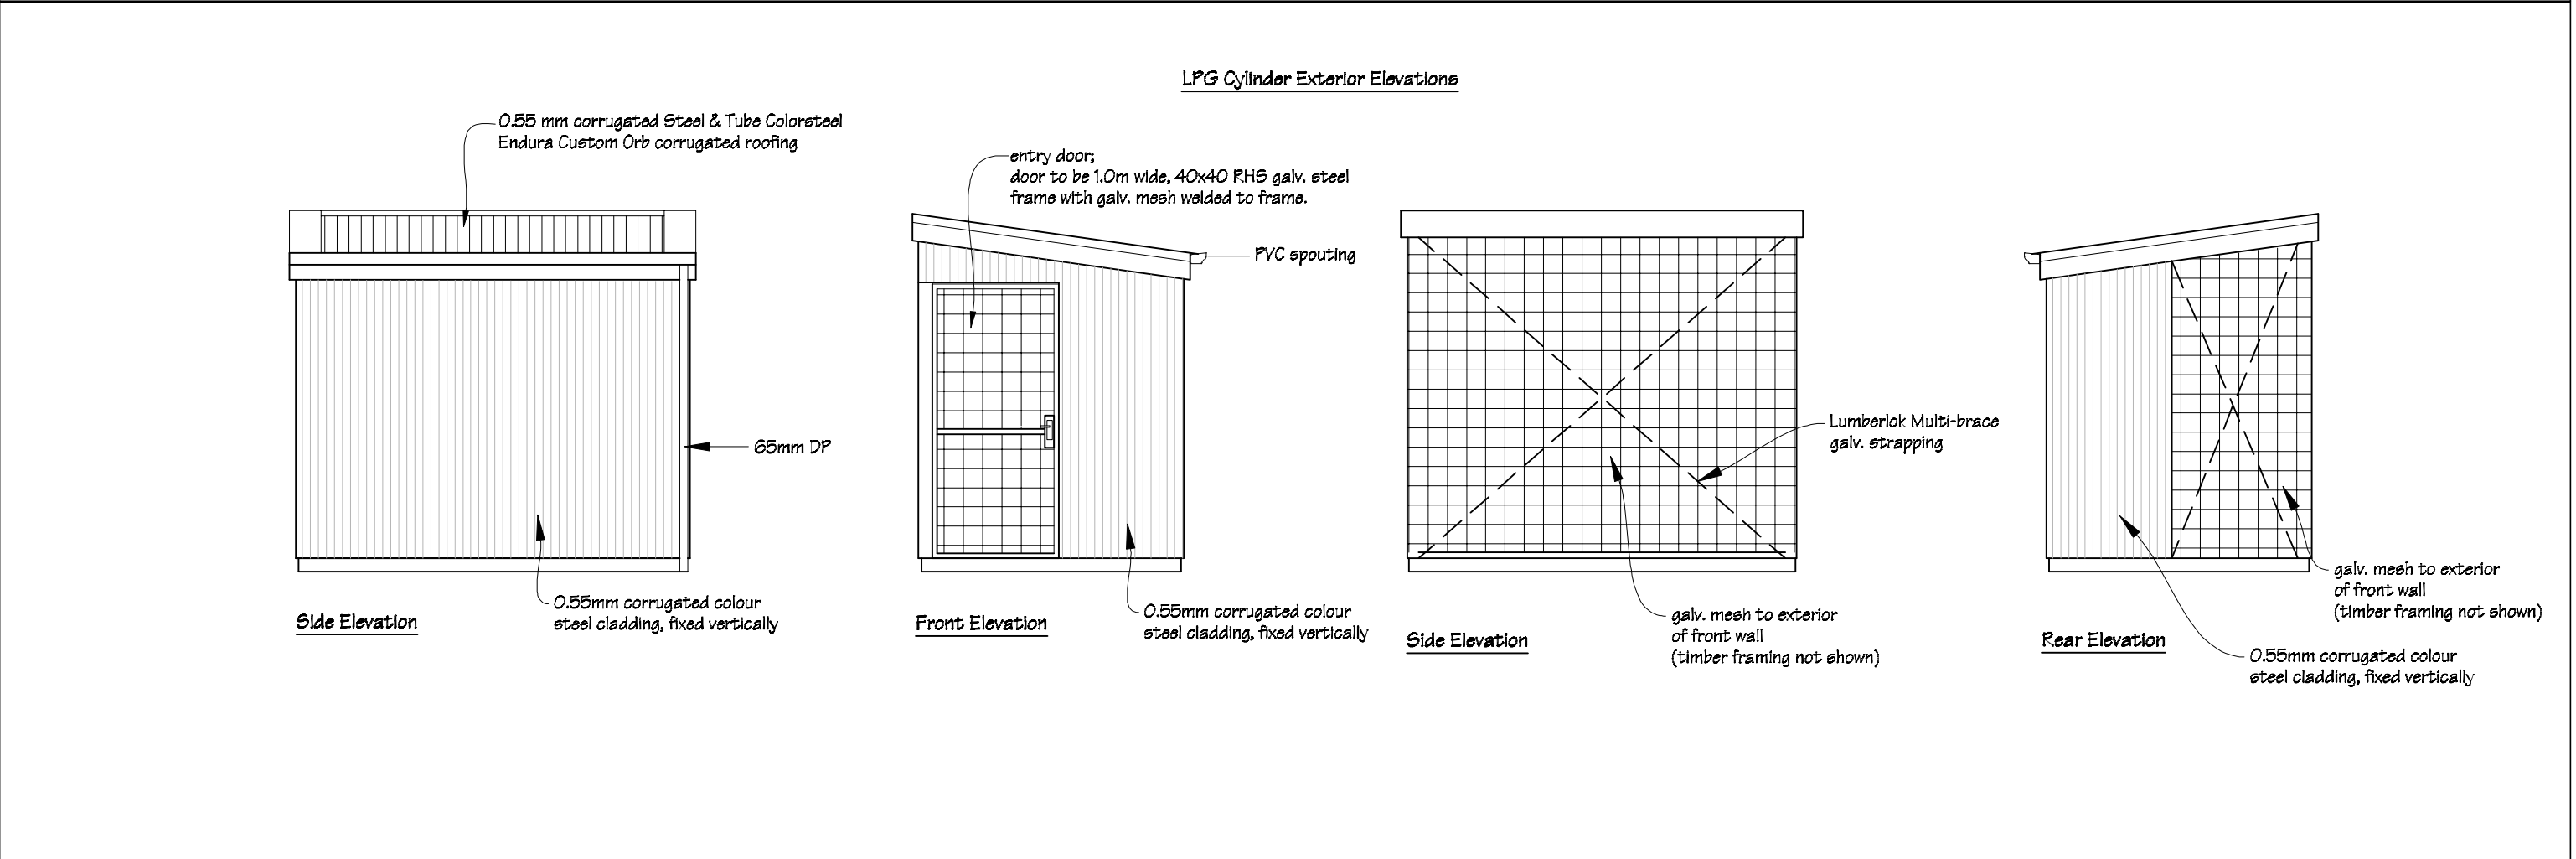 LPG Cylinder Exterior Elevations
0.55 mm corrugated Steel & Tube Colorsteel
Endura Custom Orb corrugated roofing
65mm DP
0.55mm corrugated colour
steel cladding, fixed vertically
Side Elevation
entry door;
door to be 1.0m wide, 40x40 RHS galv. steel
frame with galv. mesh welded to frame.
PVC spouting
0.55mm corrugated colour
steel cladding, fixed vertically
Front Elevation
Lumberlok Multi-brace
galv. strapping
galv. mesh to exterior
of front wall
(timber framing not shown)
Side Elevation
galv. mesh to exterior
of front wall
(timber framing not shown)
Rear Elevation
0.55mm corrugated colour
steel cladding, fixed vertically